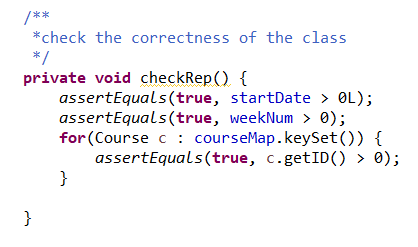 /**
 *check the correctness of the class
 */
private void checkRep() {
    assertEquals(true, startDate > 0L);
    assertEquals(true, weekNum > 0);
    for(Course c : courseMap.keySet()) {
        assertEquals(true, c.getID() > 0);
    }
}